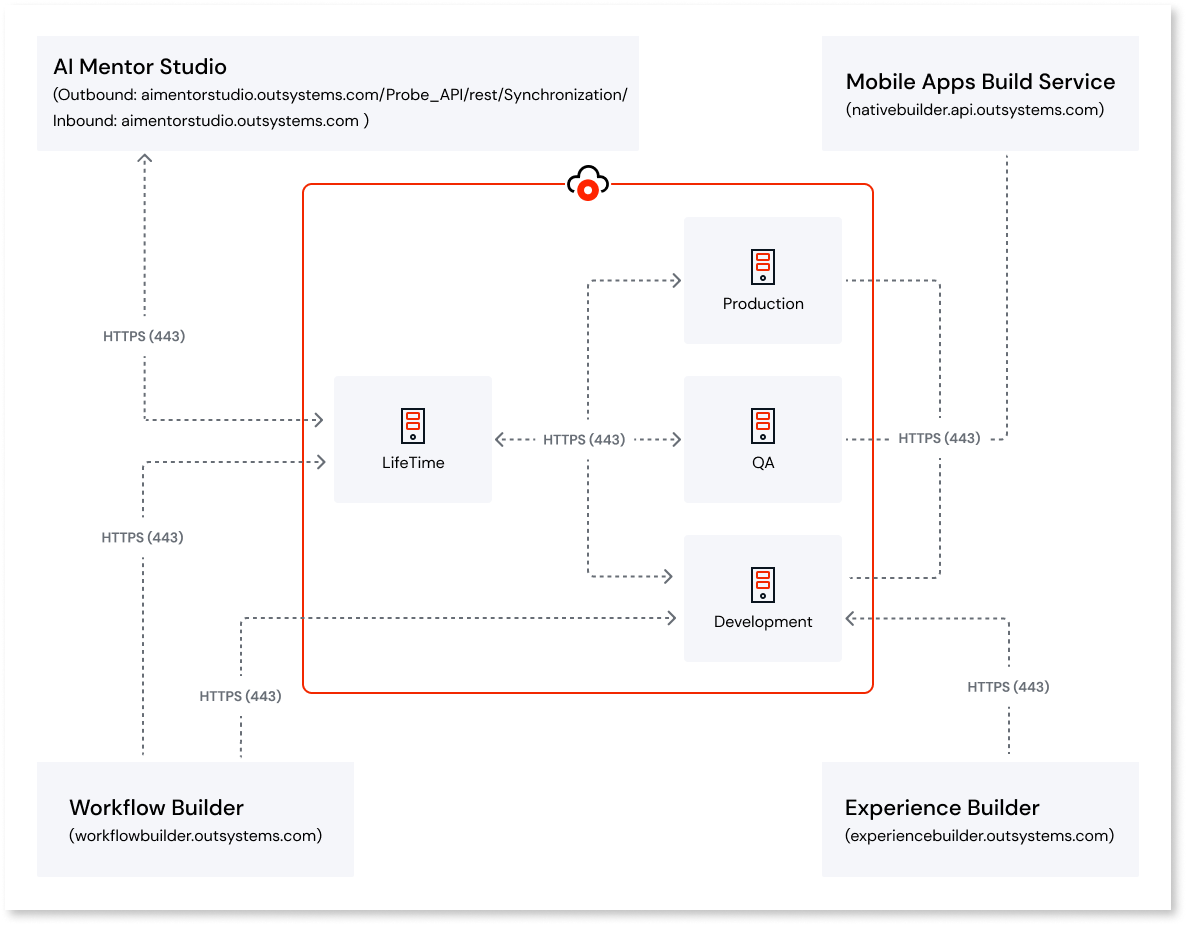 AI Mentor Studio
(Outbound: aimentorstudio.outsystems.com/Probe_API/rest/Synchronization/
Inbound: aimentorstudio.outsystems.com )
Mobile Apps Build Service
(nativebuilder.api.outsystems.com)
Production
HTTPS (443)
LifeTime
HTTPS (443)
QA
HTTPS (443)
HTTPS (443)
Development
HTTPS (443)
HTTPS (443)
Workflow Builder
(workflowbuilder.outsystems.com)
Experience Builder
(experiencebuilder.outsystems.com)